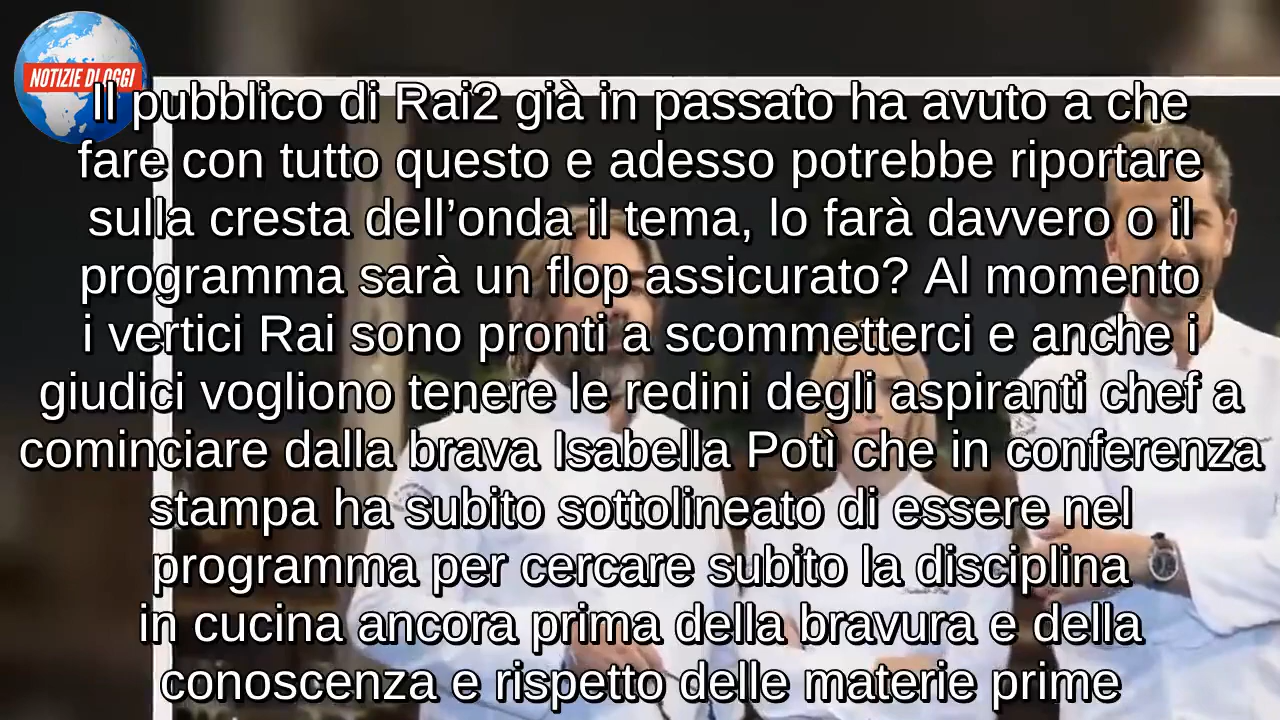 NOTIZIE DI OGGI
Il pubblico di Rai2 già in passato ha avuto a che
fare con tutto questo e adesso potrebbe riportare
sulla cresta dell’onda il tema, lo farà davvero o il
programma sarà un flop assicurato? Al momento
i vertici Rai sono pronti a scommetterci e anche i
giudici vogliono tenere le redini degli aspiranti chef a
cominciare dalla brava Isabella Potì che in conferenza
stampa ha subito sottolineato di essere nel
programma per cercare subito la disciplina
in cucina ancora prima della bravura e della
conoscenza e rispetto delle materie prime